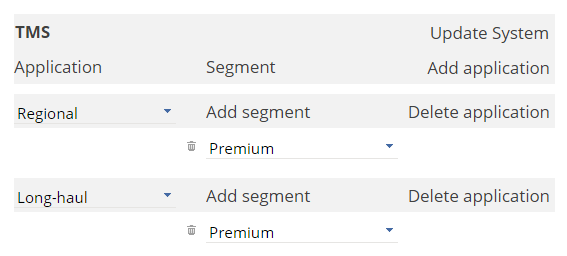 TMS Update System
Application Segment Add application
Regional Add segment Delete application
Premium
Long-haul Add segment Delete application
Premium